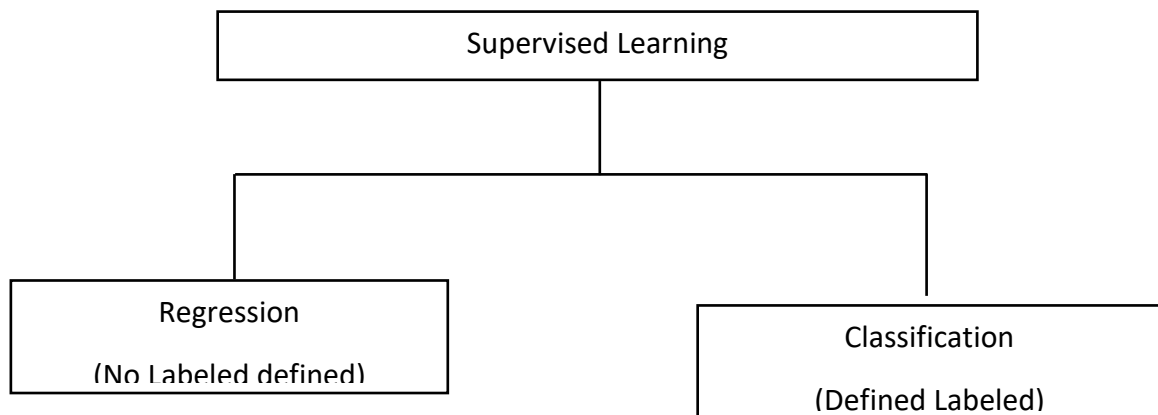 Supervised Learning
Regression
(No Labeled defined)
Classification
(Defined Labeled)